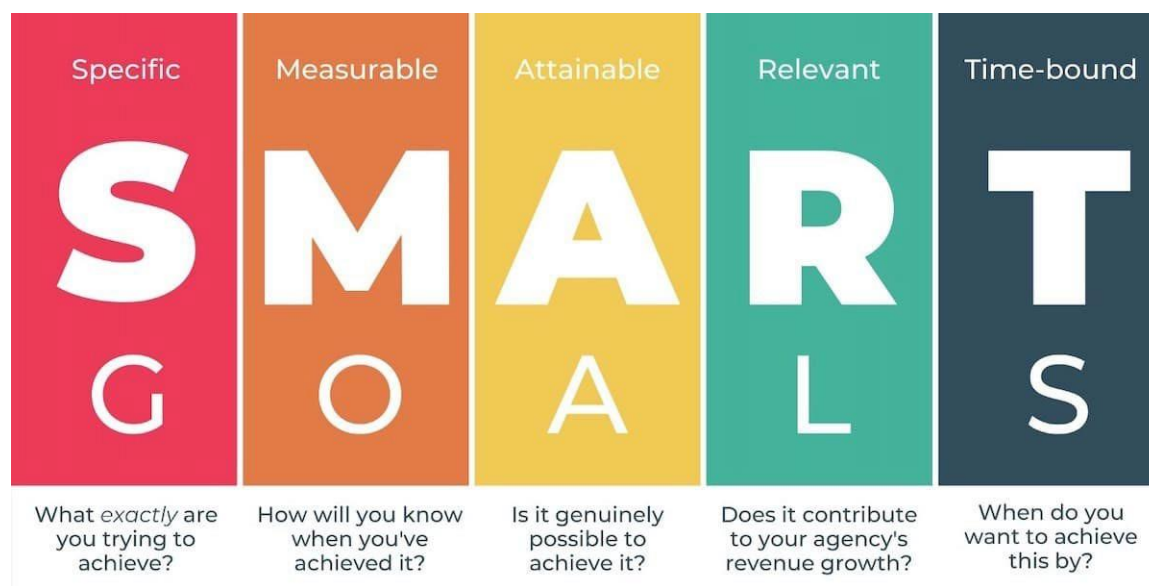 Specific
Measurable
Attainable
Relevant
Time-bound
S
M
A
R
T
G
O
A
L
S
What exactly are
you trying to
achieve?
How will you know
when you've
achieved it?
Is it genuinely
possible to
achieve it?
Does it contribute
to your agency's
revenue growth?
When do you
want to achieve
this by?